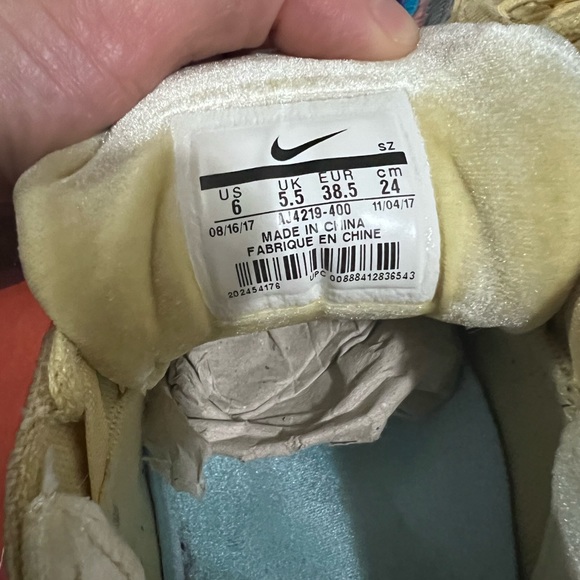 SZ
US UK EUR cm
6 5.5 38.5 24
08/16/17 AJ4219-400 11/04/17
MADE IN CHINA
FABRIQUE EN CHINE
202454176 UPC 00888412836543